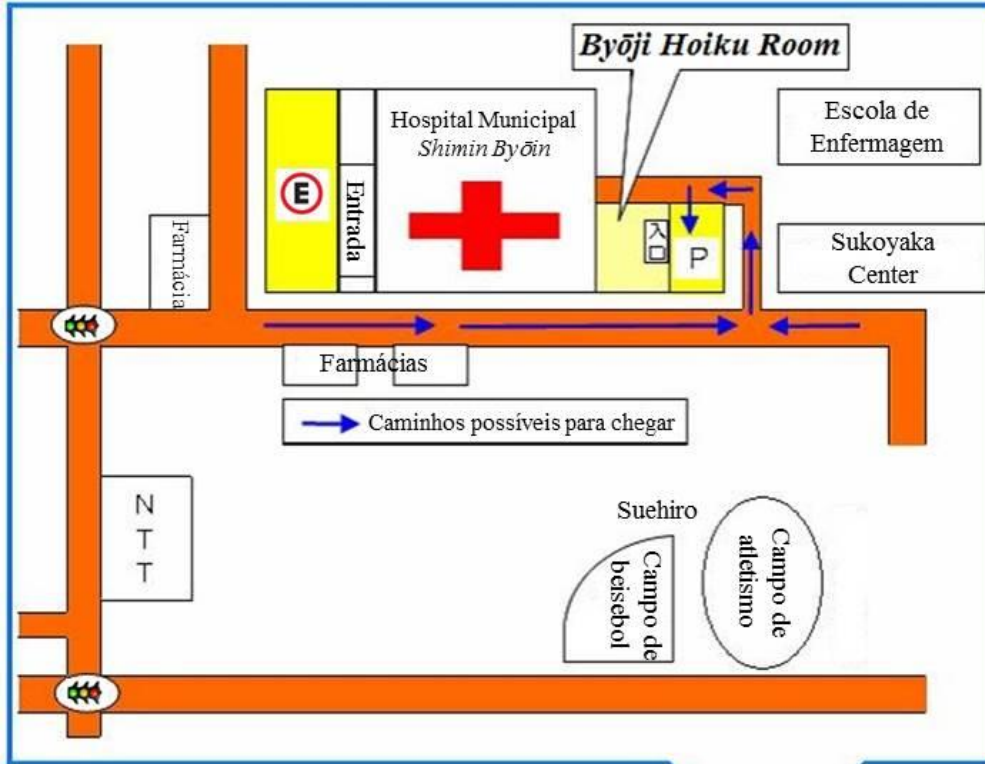 Byōji Hoiku Room
Hospital Municipal
Shimin Byōin
Escola de
Enfermagem
E
Entrada
入口
P
Farmácia
Sukoyaka
Center
Farmácias
Caminhos possíveis para chegar
N
T
T
Suehiro
Campo de
beisebol
Campo de
atletismo